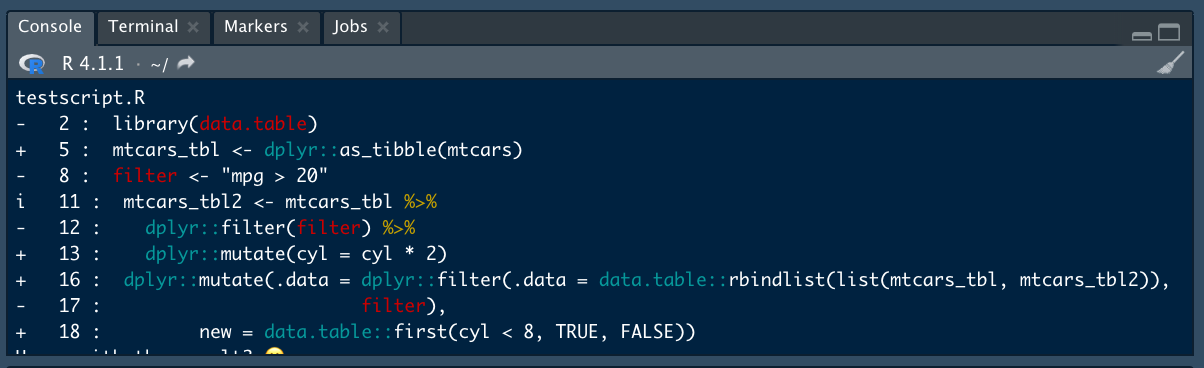 Console Terminal × Markers × Jobs ×
R 4.1.1 · ~/
testscript.R
- 2 : library(data.table)
+ 5 : mtcars_tbl <- dplyr::as_tibble(mtcars)
- 8 : filter <- "mpg > 20"
i 11 : mtcars_tbl2 <- mtcars_tbl %>%
- 12 : dplyr::filter(filter) %>%
+ 13 : dplyr::mutate(cyl = cyl * 2)
+ 16 : dplyr::mutate(.data = dplyr::filter(.data = data.table::rbindlist(list(mtcars_tbl, mtcars_tbl2)),
- 17 : filter),
+ 18 : new = data.table::first(cyl < 8, TRUE, FALSE))